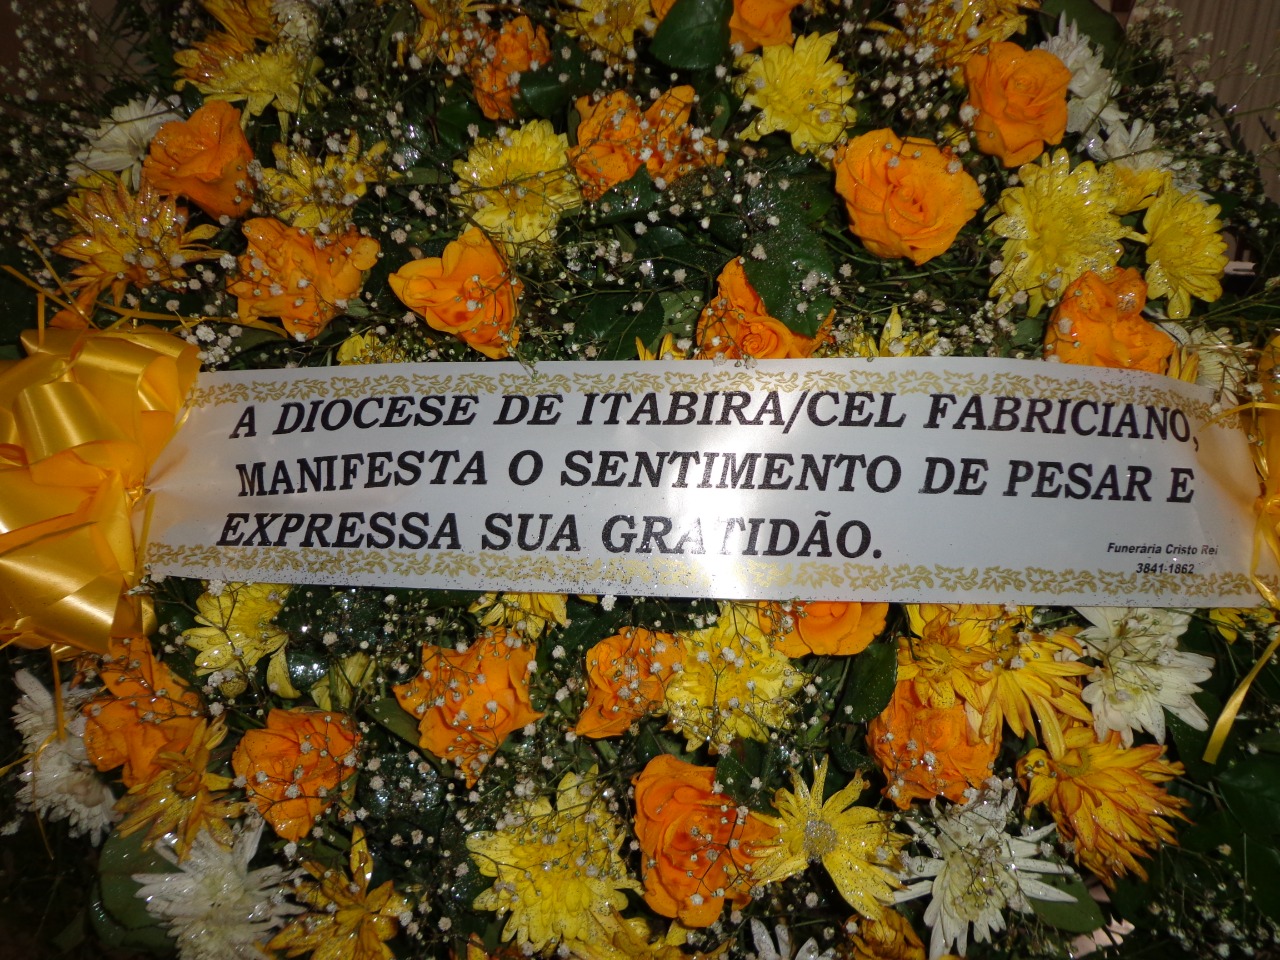 A DIOCESE DE ITABIRA/CEL FABRICIANO,
MANIFESTA O SENTIMENTO DE PESAR E
EXPRESSA SUA GRATIDÃO.
Funerária Cristo Rei
3841-1862